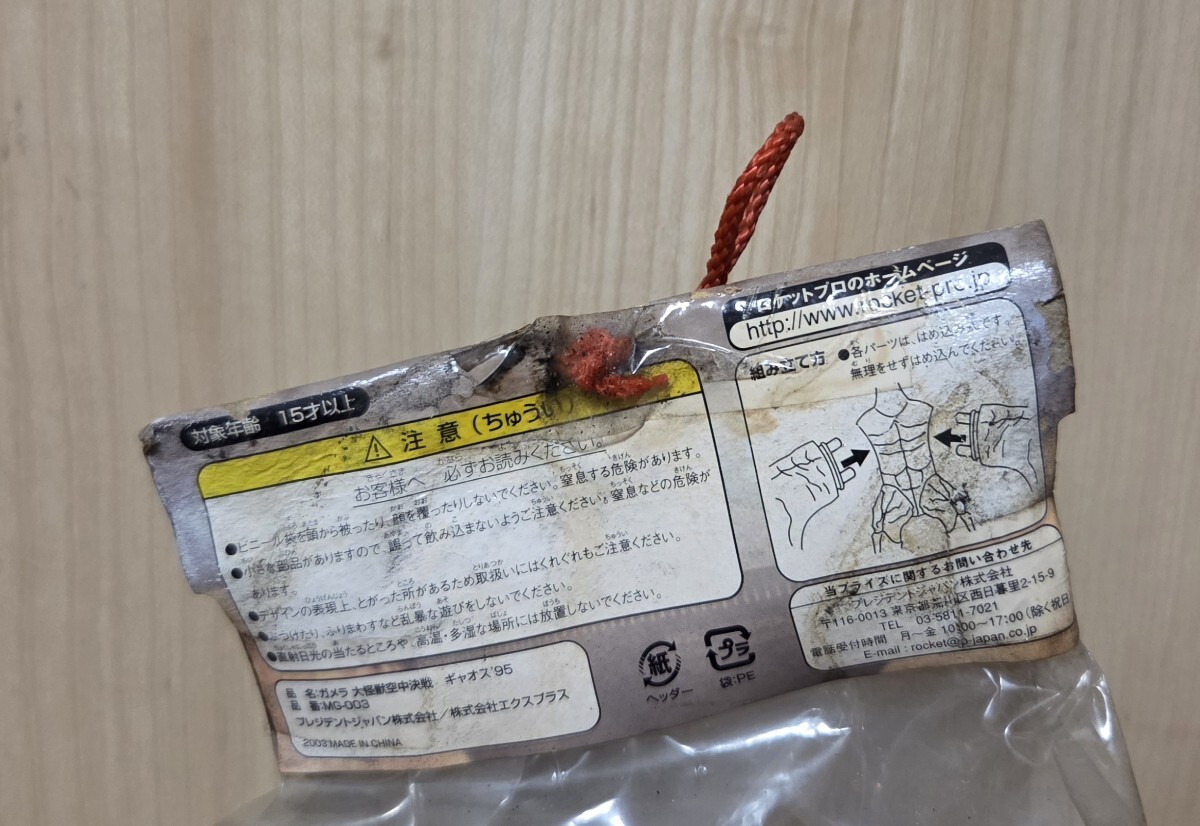 対象年齢 15才以上
注意(ちゅうい)
お客様へ 必ずお読みください。
●ビニール袋を頭から被ったり、顔を覆ったりしないでください。窒息する危険があります。
●小さな部品がありますので、誤って飲み込まないようご注意ください。窒息などの危険が
あります。
●デザインの表現上、とがった所があるため取扱いにはくれぐれもご注意ください。
●ぶつけたり、ふりまわすなど乱暴な遊びをしないでください。
●直射日光の当たるところや、高温・多湿な場所には放置しないでください。
品 名:ガメラ 大怪獣空中決戦 ギャオス'95
品 番:MG-003
プレジデントジャパン株式会社/株式会社エクスプラス
2003 MADE IN CHINA
紙
ヘッダー
プラ
袋:PE
ロケットプロのホームページ
http://www.rocket-pro.jp
組み立て方
●各パーツは、はめ込み式です。
無理をせずはめ込んでください。
当プライズに関するお問い合わせ先
プレジデントジャパン株式会社
〒116-0013 東京都荒川区西日暮里2-15-9
TEL 03-5811-7021
電話受付時間 月〜金 10:00〜17:00(除く祝日
E-mail:rocket@p-japan.co.jp